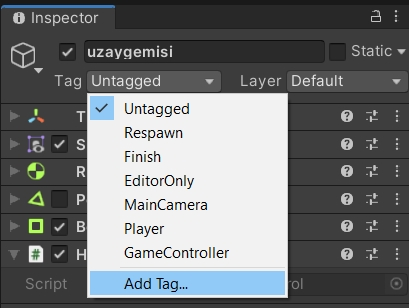 Inspector
uzaygemisi
Static
Tag Untagged Layer Default
Untagged
Respawn
Finish
EditorOnly
MainCamera
Player
GameController
Add Tag...
Script